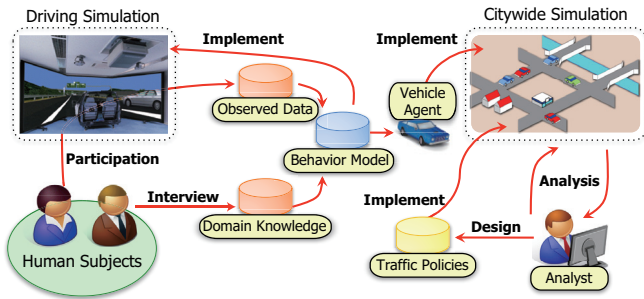 Driving Simulation
Citywide Simulation
Implement
Implement
Observed Data
Vehicle
Agent
Behavior Model
Participation
Interview
Implement
Analysis
Domain Knowledge
Design
Human Subjects
Traffic Policies
Analyst